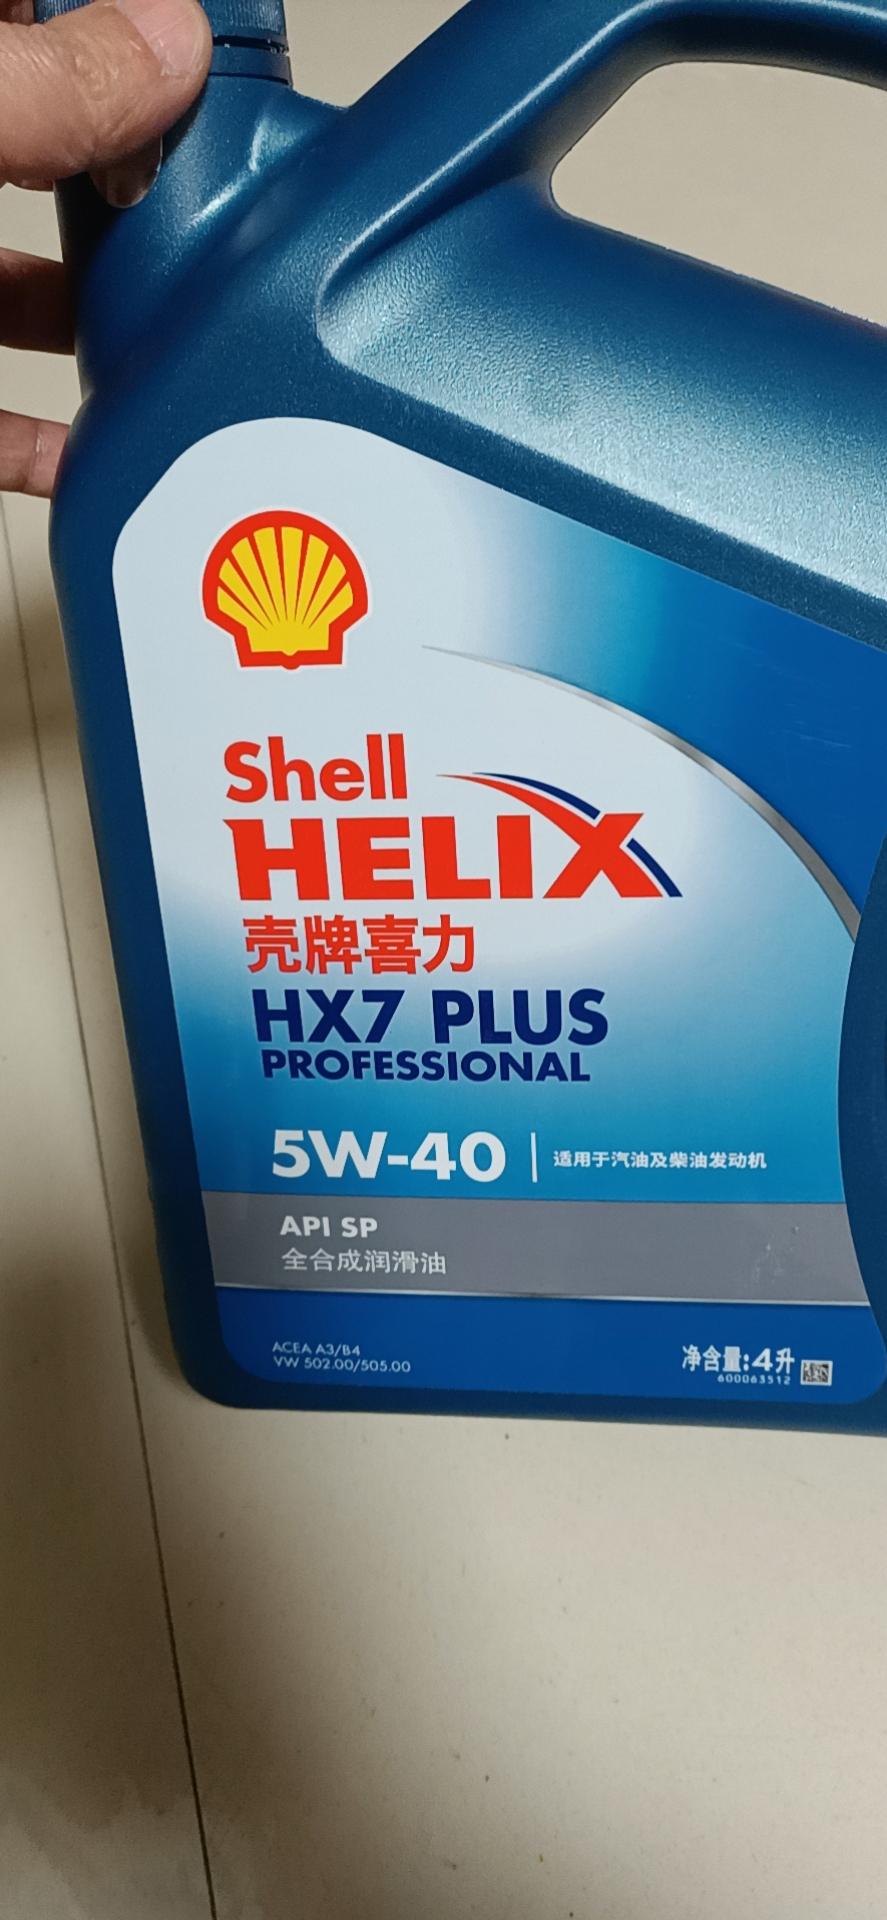 Shell
HELIX
壳牌喜力
HX7 PLUS
PROFESSIONAL
5W-40 | 适用于汽油及柴油发动机
API SP
全合成润滑油
ACEA A3/B4
VW 502.00/505.00
净含量:4升
600063512